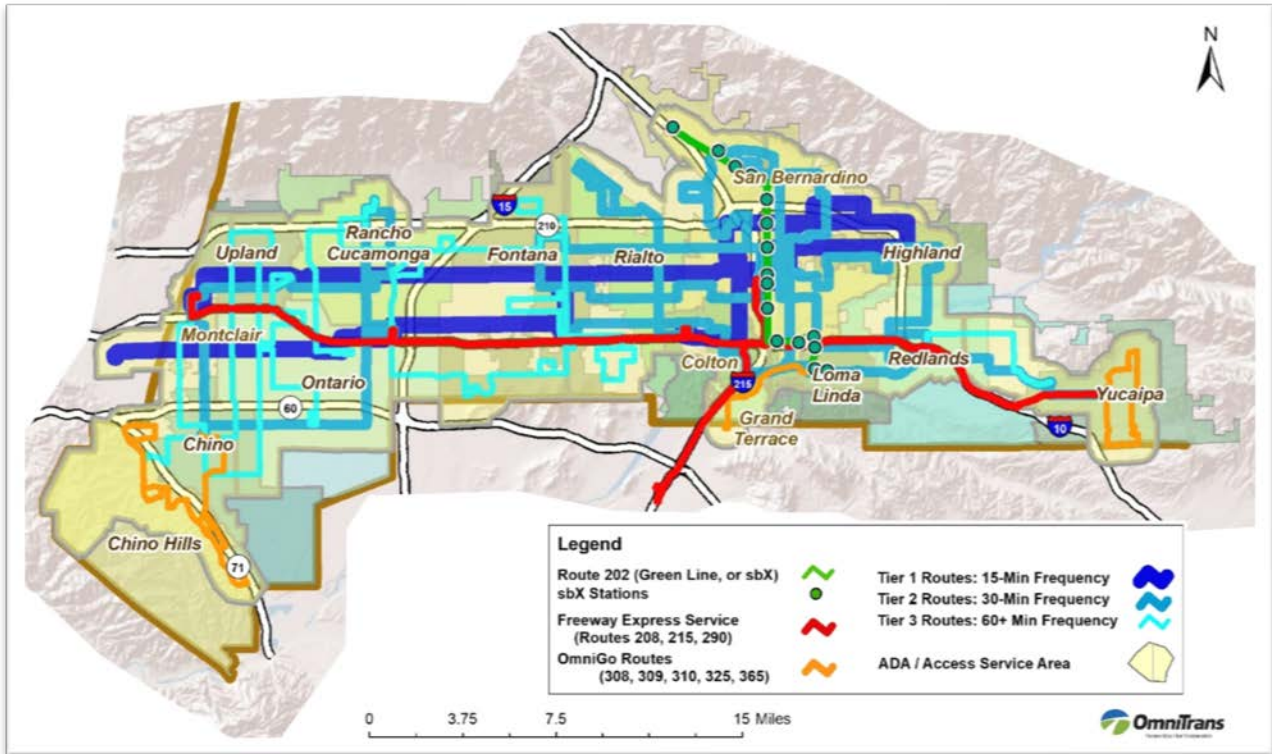 N
San Bernardino
15
210
Upland
Rancho
Cucamonga
Fontana
Rialto
Highland
Montclair
Ontario
Colton
Redlands
215
Loma
Linda
Yucaipa
60
Grand
Terrace
10
Chino
Chino Hills
71
Legend
Route 202 (Green Line, or sbX)
sbX Stations
Freeway Express Service
(Routes 208, 215, 290)
OmniGo Routes
(308, 309, 310, 325, 365)
Tier 1 Routes: 15-Min Frequency
Tier 2 Routes: 30-Min Frequency
Tier 3 Routes: 60+ Min Frequency
ADA / Access Service Area
0 3.75 7.5 15 Miles
OmniTrans